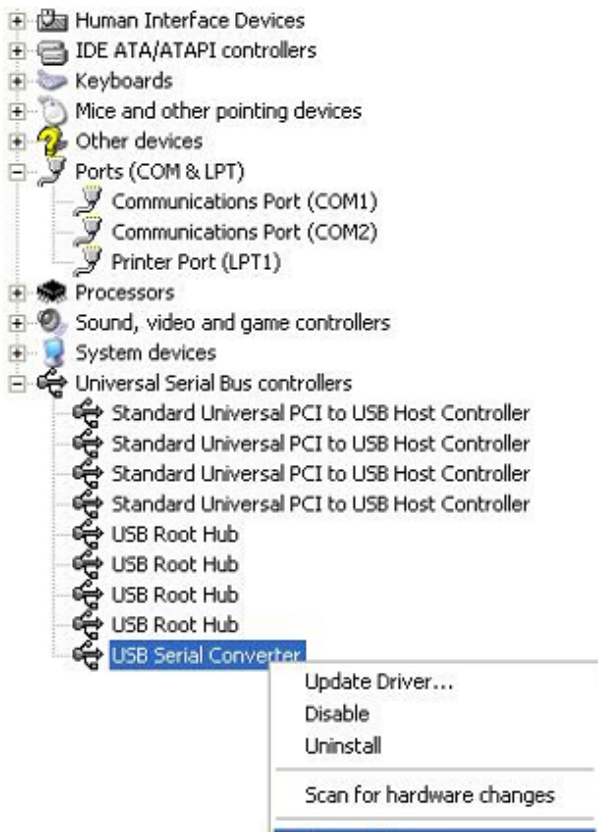 Human Interface Devices
IDE ATA/ATAPI controllers
Keyboards
Mice and other pointing devices
Other devices
Ports (COM & LPT)
Communications Port (COM1)
Communications Port (COM2)
Printer Port (LPT1)
Processors
Sound, video and game controllers
System devices
Universal Serial Bus controllers
Standard Universal PCI to USB Host Controller
Standard Universal PCI to USB Host Controller
Standard Universal PCI to USB Host Controller
Standard Universal PCI to USB Host Controller
USB Root Hub
USB Root Hub
USB Root Hub
USB Root Hub
USB Serial Converter
Update Driver...
Disable
Uninstall
Scan for hardware changes